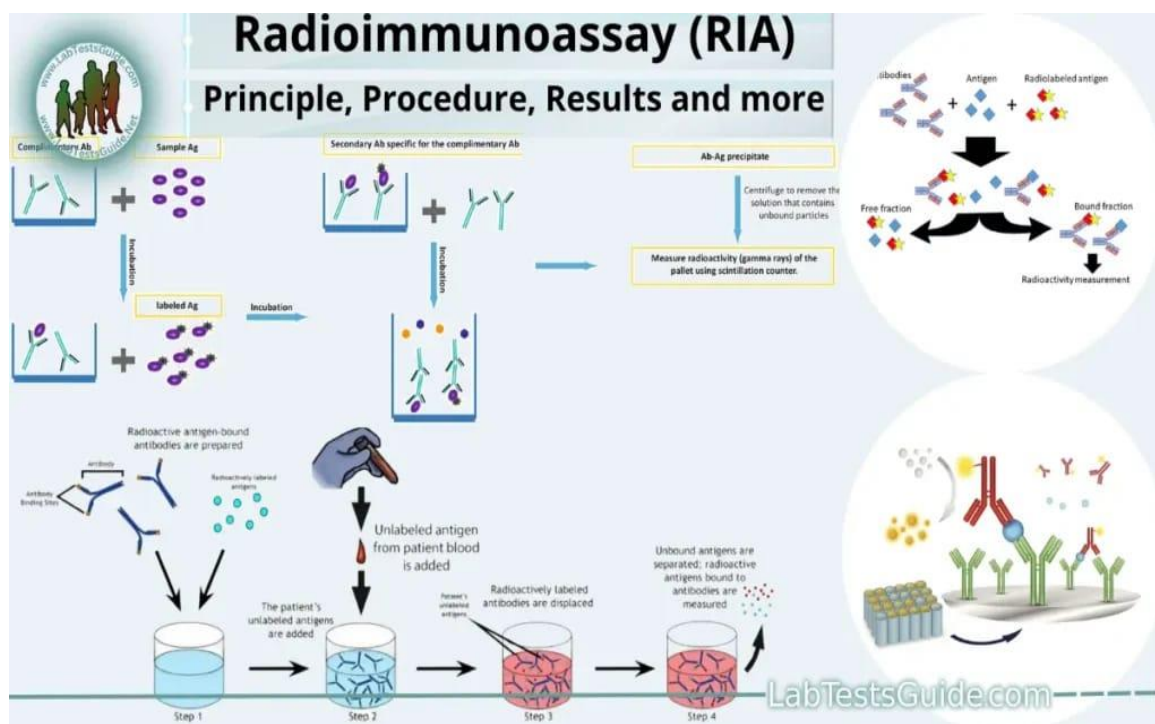 Radioimmunoassay (RIA)
Principle, Procedure, Results and more
www.LabTestsGuide.com
www.LabTestsGuide.Net
Complimentary Ab
Sample Ag
Incubation
labeled Ag
Incubation
Secondary Ab specific for the complimentary Ab
Incubation
Ab-Ag precipitate
Centrifuge to remove the
solution that contains
unbound particles
Measure radioactivity (gamma rays) of the
pallet using scintillation counter.
ibodies
Antigen
Radiolabeled antigen
Free fraction
Bound fraction
Radioactivity measurement
Radioactive antigen-bound
antibodies are prepared
Antibody
Antibody
Binding Sites
Radioactively labeled
antigens
Unlabeled antigen
from patient blood
is added
The patient's
unlabeled antigens
are added
Patient's
unlabeled
antigens
Radioactively labeled
antibodies are displaced
Unbound antigens are
separated; radioactive
antigens bound to
antibodies are
measured
Step 1
Step 2
Step 3
Step 4
LabTestsGuide.com